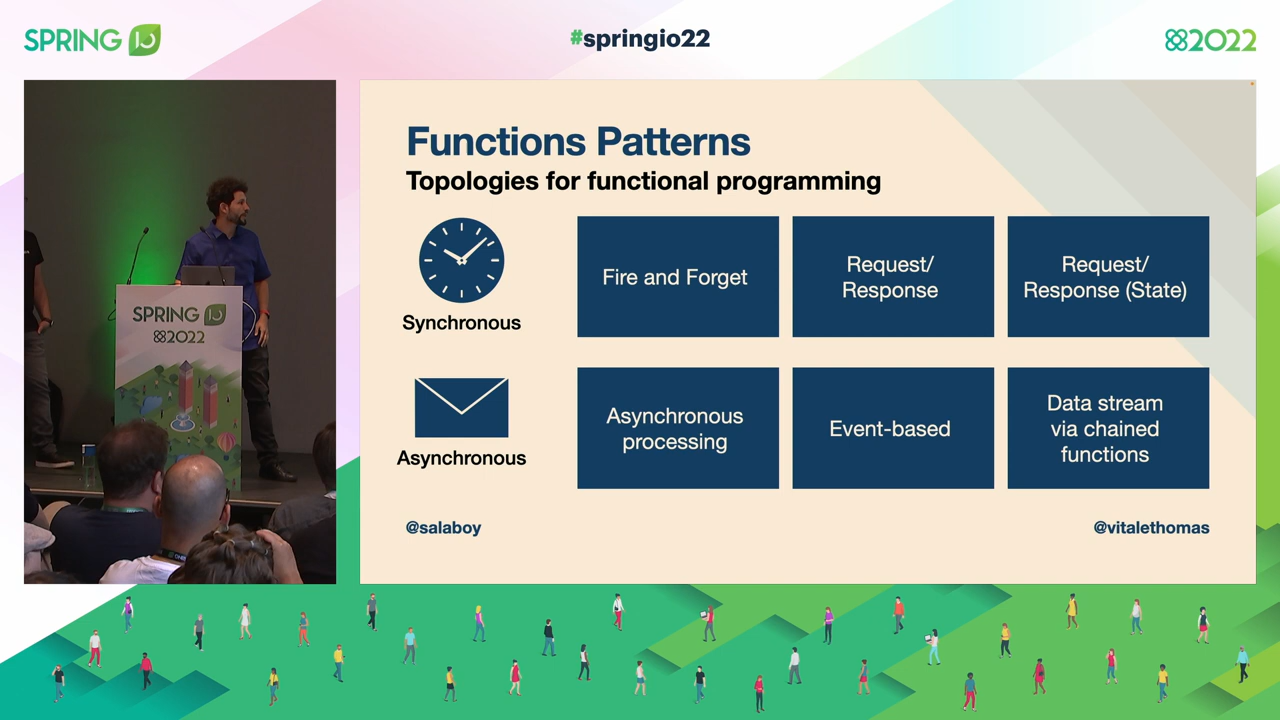 SPRING IO
#springio22
2022
Functions Patterns
Topologies for functional programming
Synchronous
Fire and Forget
Request/
Response
Request/
Response (State)
Asynchronous
Asynchronous
processing
Event-based
Data stream
via chained
functions
@salaboy
@vitalethomas
SPRING IO
2022